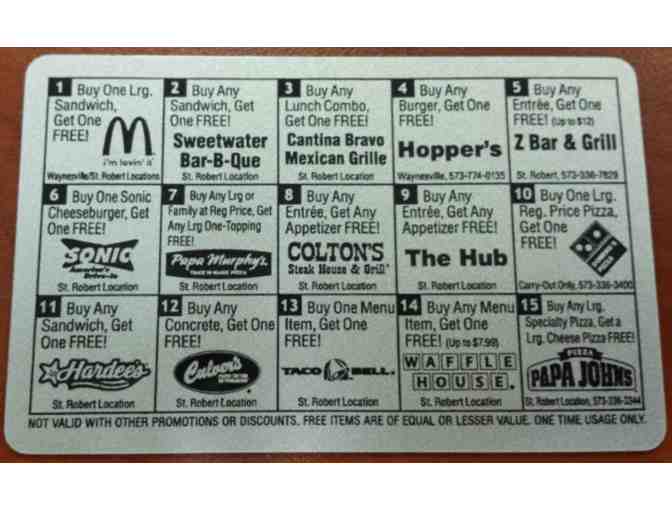 1 Buy One Lrg.
Sandwich,
Get One
FREE!
M
i'm lovin' it
Waynesville/St. Robert Locations
2 Buy Any
Sandwich, Get
One FREE!
Sweetwater
Bar-B-Que
St. Robert Location
3 Buy Any
Lunch Combo,
Get One FREE!
Cantina Bravo
Mexican Grille
St. Robert Location
4 Buy Any
Burger, Get One
FREE!
Hopper's
Waynesville, 573-774-0135
5 Buy Any
Entrée, Get One
FREE! (Up to $12)
Z Bar & Grill
St. Robert, 573-336-7829
6 Buy One Sonic
Cheeseburger, Get
One FREE!
SONIC
America's
Drive-In
St. Robert Location
7 Buy Any Lrg or
Family at Reg Price, Get
Any Lrg One-Topping
FREE!
Papa Murphy's
TAKE 'N' BAKE PIZZA
St. Robert Location
8 Buy Any
Entrée, Get Any
Appetizer FREE!
COLTON'S
Steak House & Grill
St. Robert Location
9 Buy Any
Entrée, Get Any
Appetizer FREE!
The Hub
St. Robert Location
10 Buy One Lrg.
Reg. Price Pizza,
Get One
FREE!
DOMINO'S
PIZZA
Carry-Out Only, 573-336-3400
11 Buy Any
Sandwich, Get
One FREE!
Hardee's
St. Robert Location
12 Buy Any
Concrete, Get One
FREE!
Culver's
St. Robert Location
13 Buy One Menu
Item, Get One
FREE!
TACO BELL.
St. Robert Location
14 Buy Any Menu
Item, Get One
FREE! (Up to $7.99)
WAFFLE
HOUSE.
St. Robert Location
15 Buy Any Lrg.
Specialty Pizza, Get a
Lrg. Cheese Pizza FREE!
PIZZA
PAPA JOHNS
St. Robert Location, 573-336-2344
NOT VALID WITH OTHER PROMOTIONS OR DISCOUNTS. FREE ITEMS ARE OF EQUAL OR LESSER VALUE. ONE TIME USAGE ONLY.